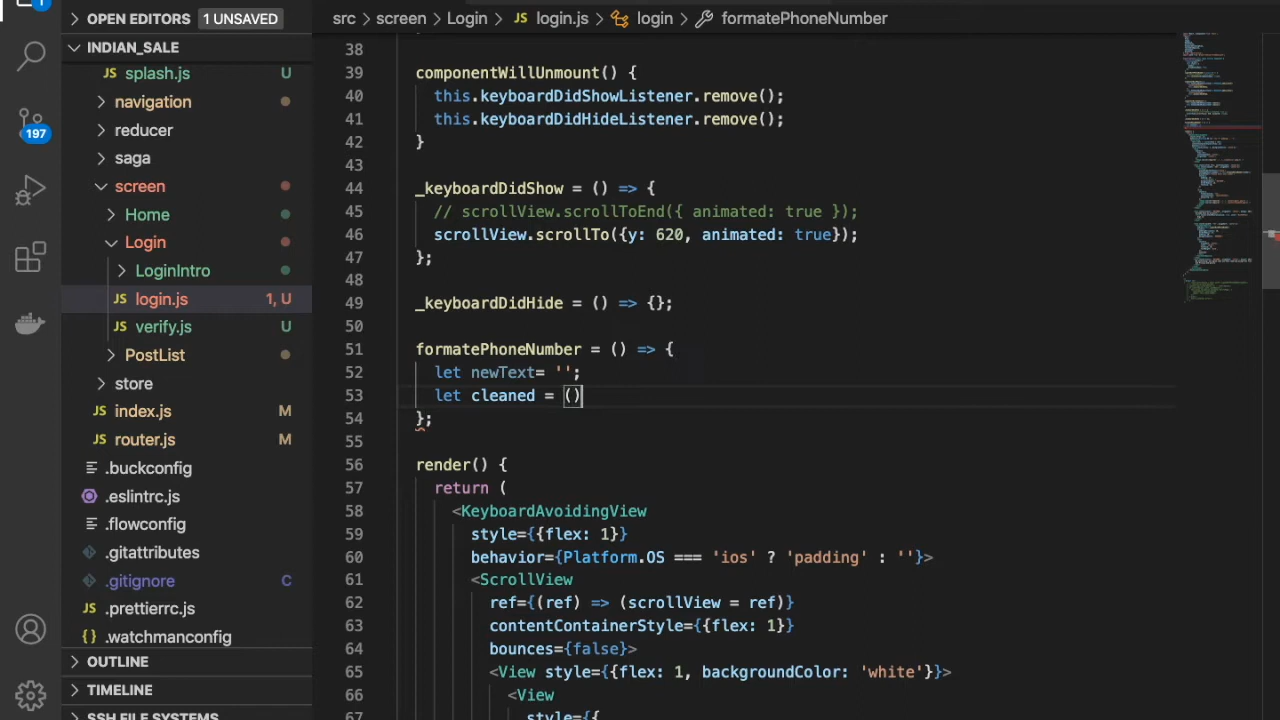 1
OPEN EDITORS 1 UNSAVED
src > screen > Login > JS login.js > login > formatePhoneNumber
INDIAN_SALE
JS splash.js U
navigation
reducer
saga
screen
Home
Login
LoginIntro
JS login.js 1, U
JS verify.js U
PostList
store
JS index.js M
JS router.js M
.buckconfig
.eslintrc.js
.flowconfig
.gitattributes
.gitignore C
JS .prettierrc.js
{} .watchmanconfig
OUTLINE
TIMELINE
SSH FILE SYSTEMS
197
38
39 componentWillUnmount() {
40 this.keyboardDidShowListener.remove();
41 this.keyboardDidHideListener.remove();
42 }
43
44 _keyboardDidShow = () => {
45 // scrollView.scrollToEnd({ animated: true });
46 scrollView.scrollTo({y: 620, animated: true});
47 };
48
49 _keyboardDidHide = () => {};
50
51 formatePhoneNumber = () => {
52 let newText= '';
53 let cleaned = ()
54 };
55
56 render() {
57 return (
58 <KeyboardAvoidingView
59 style={{flex: 1}}
60 behavior={Platform.OS === 'ios' ? 'padding' : ''}>
61 <ScrollView
62 ref={(ref) => (scrollView = ref)}
63 contentContainerStyle={{flex: 1}}
64 bounces={false}>
65 <View style={{flex: 1, backgroundColor: 'white'}}>
66 <View
67 style={{